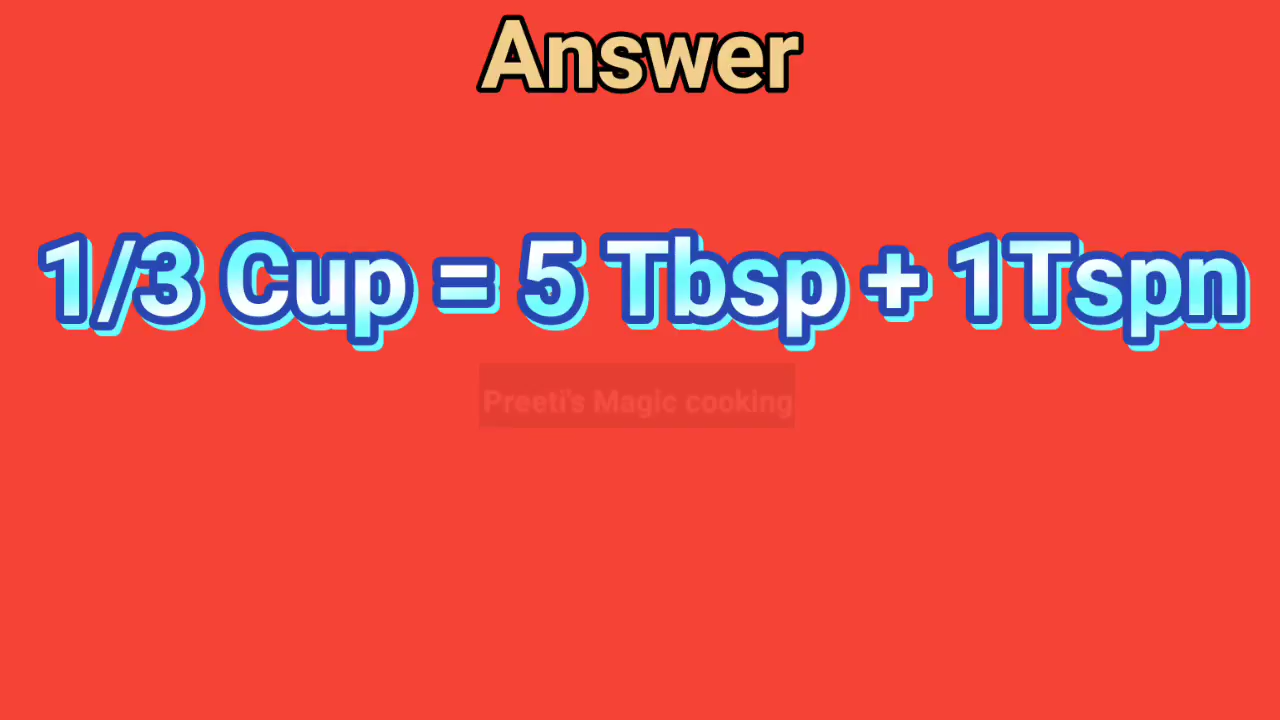 Answer
1/3 Cup = 5 Tbsp + 1Tspn
Preeti's Magic cooking